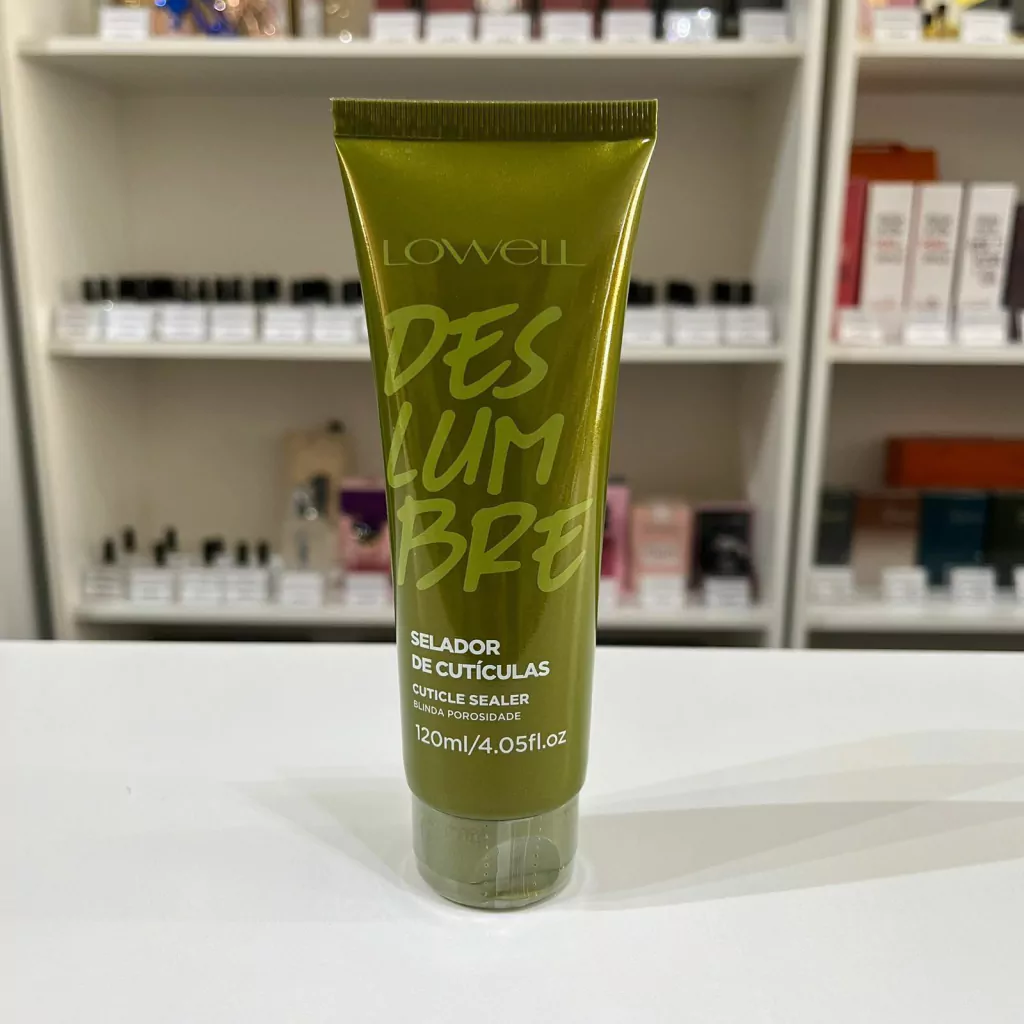 LOWELL
DES
LUM
BRE
SELADOR
DE CUTÍCULAS
CUTICLE SEALER
BLINDA POROSIDADE
120ml/4.05fl.oz